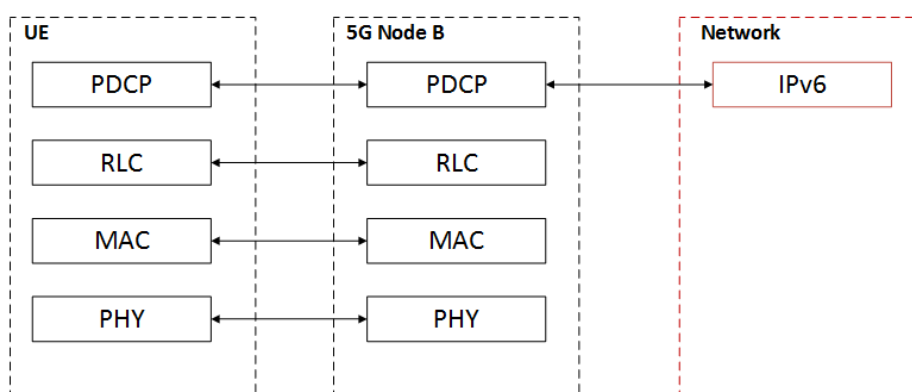 UE
5G Node B
Network
PDCP
PDCP
IPv6
RLC
RLC
MAC
MAC
PHY
PHY